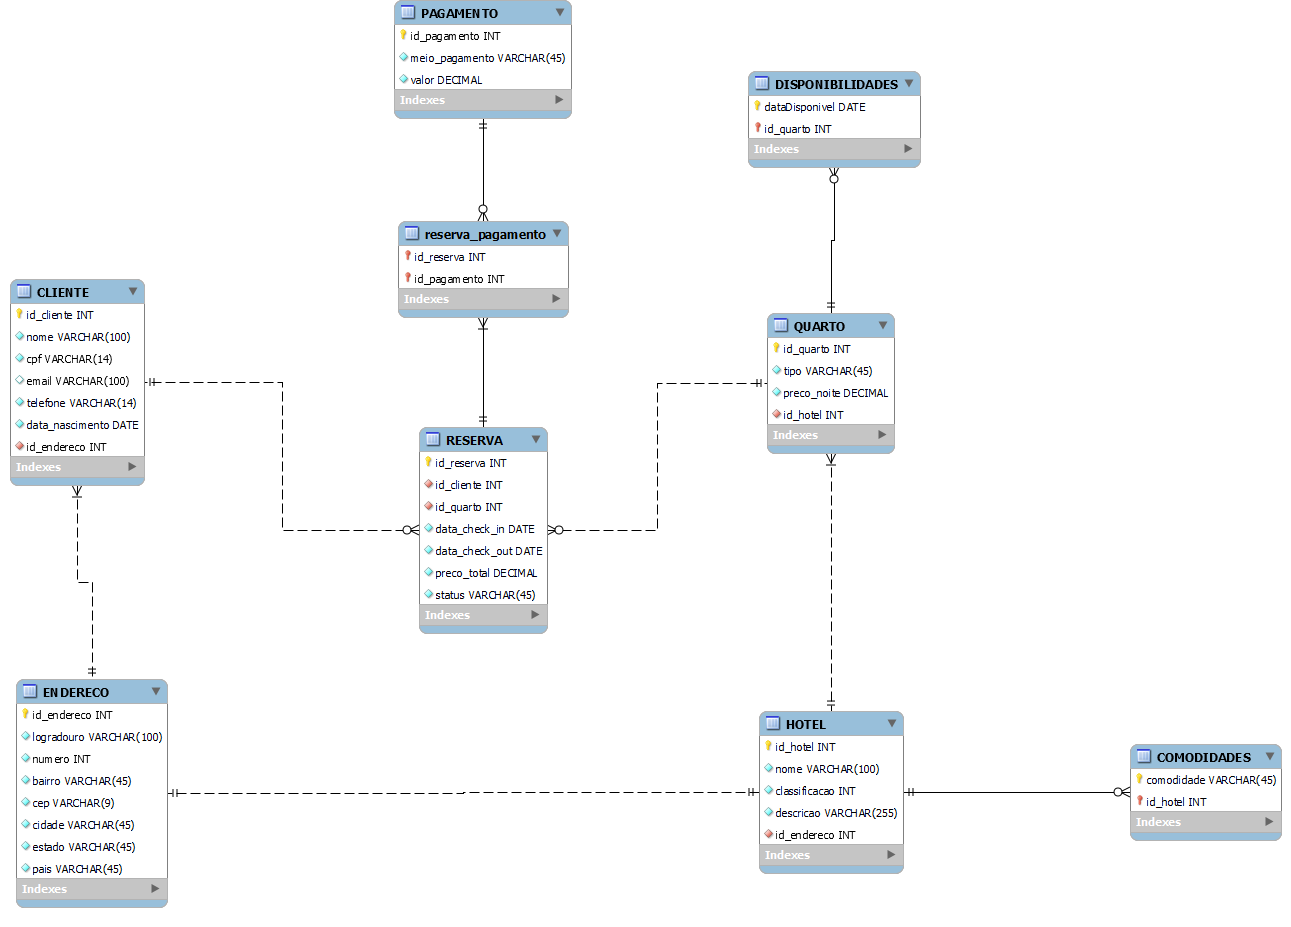 PAGAMENTO
id_pagamento INT
meio_pagamento VARCHAR(45)
valor DECIMAL
Indexes
DISPONIBILIDADES
dataDisponivel DATE
id_quarto INT
Indexes
reserva_pagamento
id_reserva INT
id_pagamento INT
Indexes
CLIENTE
id_cliente INT
nome VARCHAR(100)
cpf VARCHAR(14)
email VARCHAR(100)
telefone VARCHAR(14)
data_nascimento DATE
id_endereco INT
Indexes
QUARTO
id_quarto INT
tipo VARCHAR(45)
preco_noite DECIMAL
id_hotel INT
Indexes
RESERVA
id_reserva INT
id_cliente INT
id_quarto INT
data_check_in DATE
data_check_out DATE
preco_total DECIMAL
status VARCHAR(45)
Indexes
ENDERECO
id_endereco INT
logradouro VARCHAR(100)
numero INT
bairro VARCHAR(45)
cep VARCHAR(9)
cidade VARCHAR(45)
estado VARCHAR(45)
pais VARCHAR(45)
Indexes
HOTEL
id_hotel INT
nome VARCHAR(100)
classificacao INT
descricao VARCHAR(255)
id_endereco INT
Indexes
COMODIDADES
comodidade VARCHAR(45)
id_hotel INT
Indexes